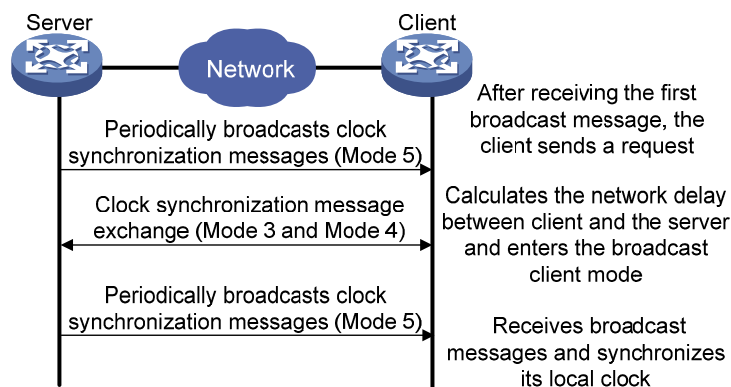 Server
Client
Network
After receiving the first
broadcast message, the
client sends a request
Periodically broadcasts clock
synchronization messages (Mode 5)
Clock synchronization message
exchange (Mode 3 and Mode 4)
Calculates the network delay
between client and the server
and enters the broadcast
client mode
Periodically broadcasts clock
synchronization messages (Mode 5)
Receives broadcast
messages and synchronizes
its local clock